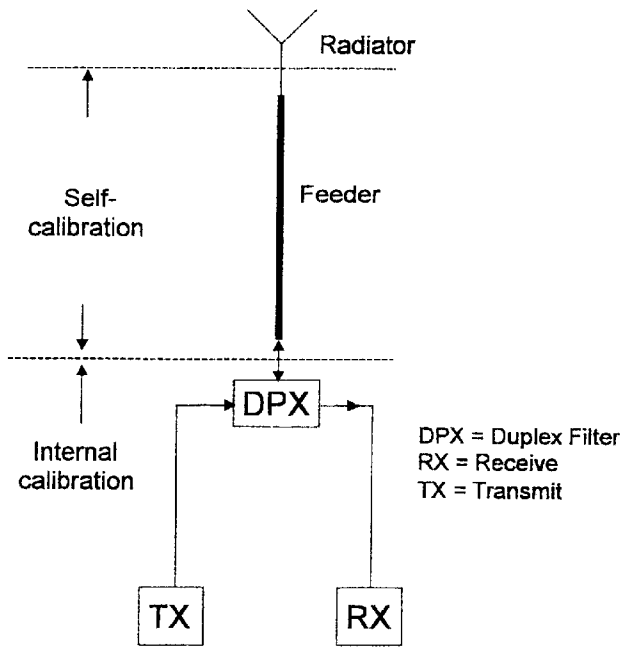 Radiator
Self-
calibration
Feeder
DPX
Internal
calibration
DPX = Duplex Filter
RX = Receive
TX = Transmit
TX
RX